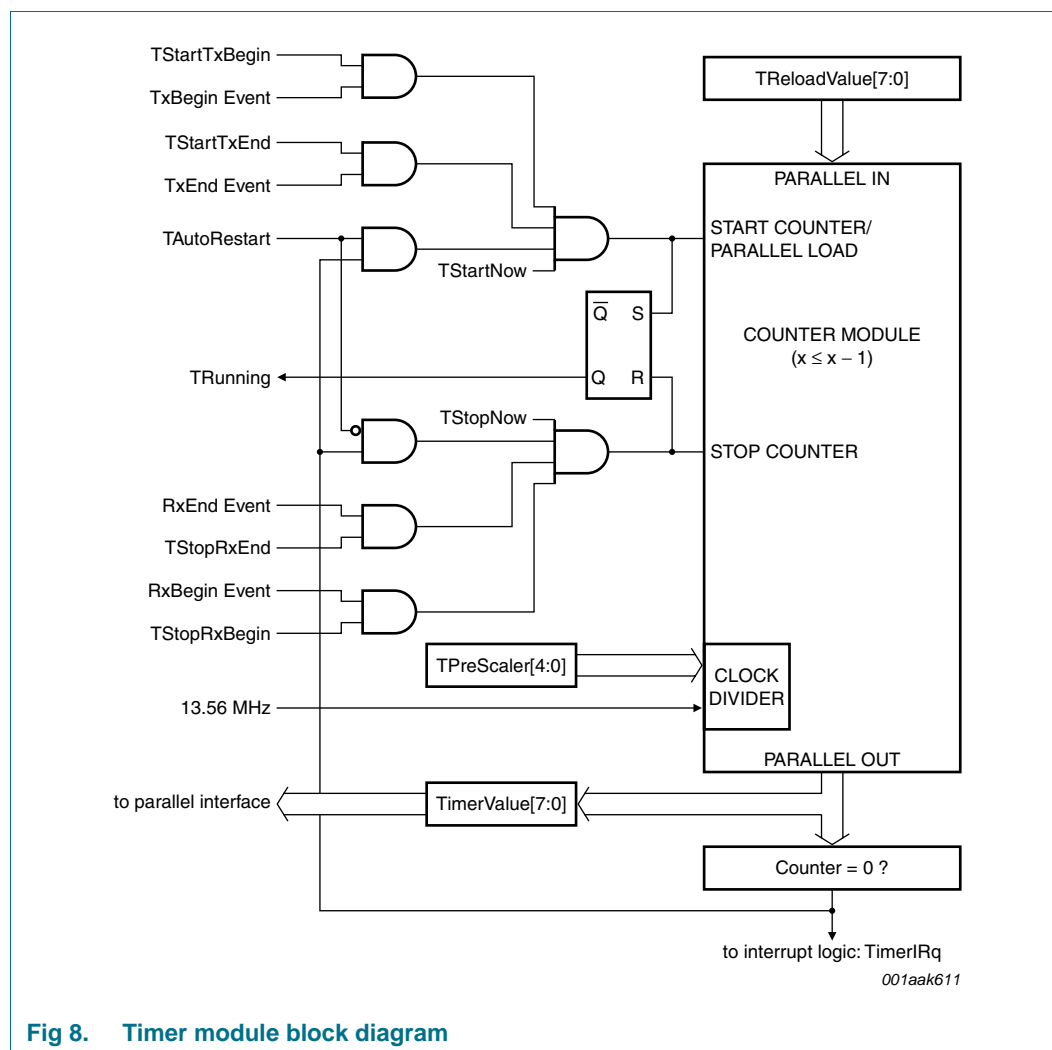 TStartTxBegin
TxBegin Event
TReloadValue[7:0]
TStartTxEnd
TxEnd Event
PARALLEL IN
TAutoRestart
START COUNTER/
PARALLEL LOAD
TStartNow
Q S
COUNTER MODULE
(x ≤ x − 1)
TRunning
Q R
TStopNow
STOP COUNTER
RxEnd Event
TStopRxEnd
RxBegin Event
TStopRxBegin
TPreScaler[4:0]
CLOCK
DIVIDER
13.56 MHz
PARALLEL OUT
to parallel interface
TimerValue[7:0]
Counter = 0 ?
to interrupt logic: TimerIRq
001aak611
Fig 8. Timer module block diagram